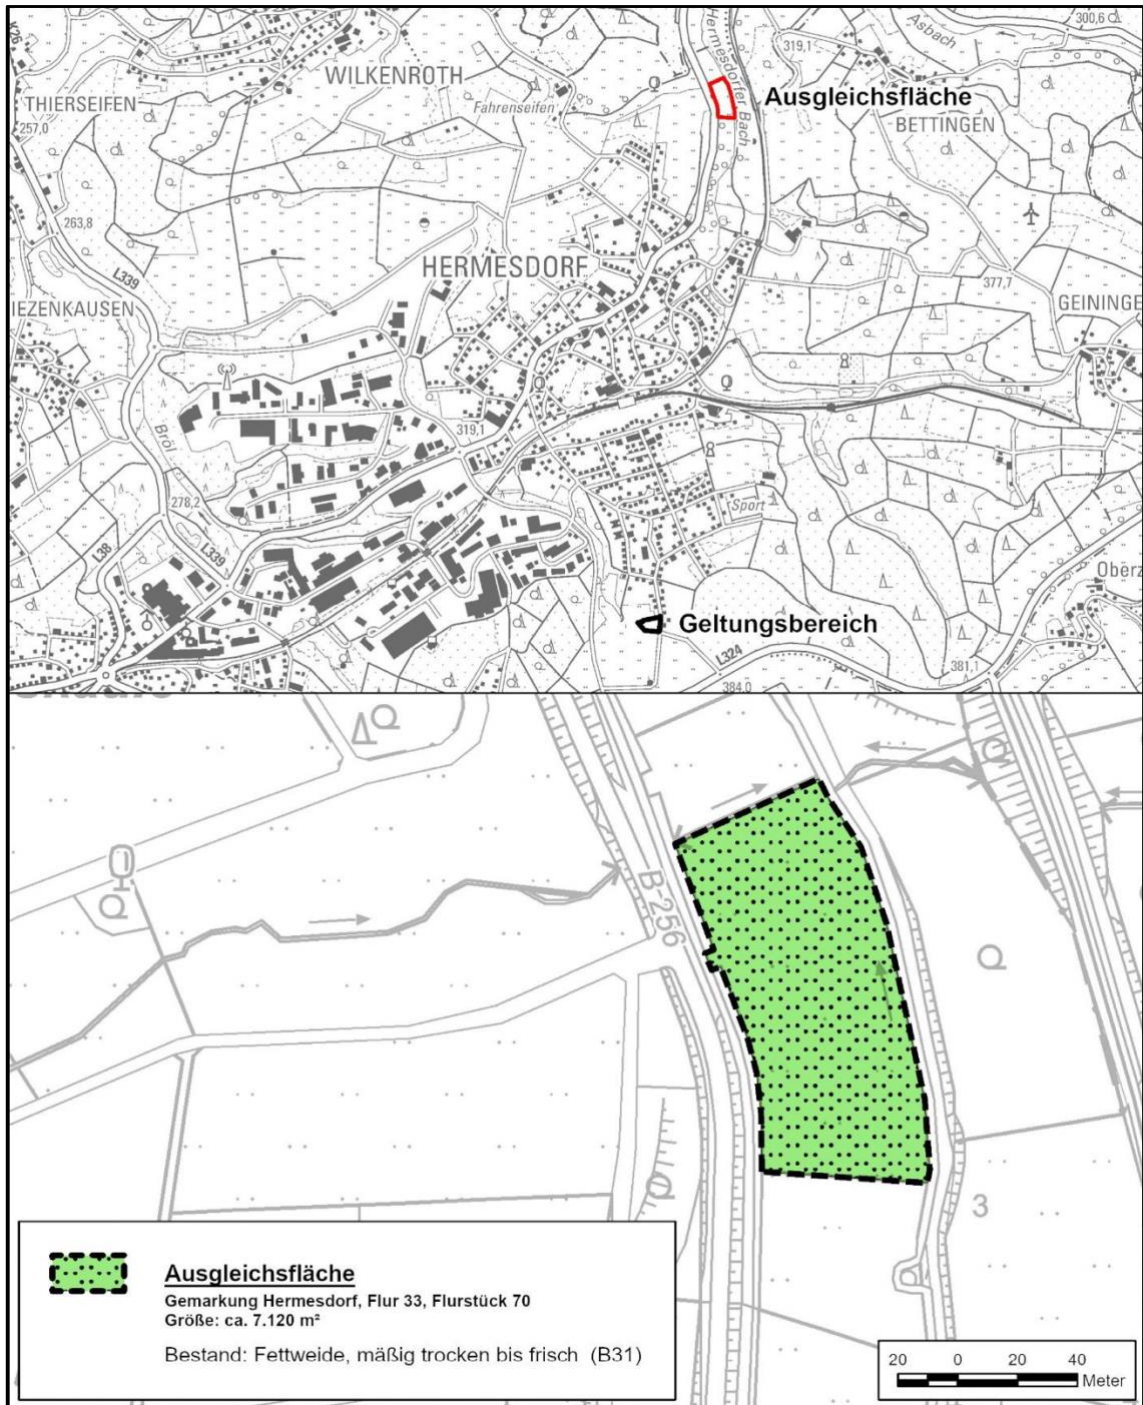 K26
WILKENROTH
THIERSEIFEN
257,0
Fahrenseifen
Hermesdorfer Bach
319,1
Asbach
300,6
Ausgleichsfläche
BETTINGEN
263,8
L339
IEZENKAUSEN
HERMESDORF
377,7
GEININGE
Bröl
319,1
278,2
L339
L38
Sport
Geltungsbereich
L324
384,0
381,1
Oberz
B 256
3
Ausgleichsfläche
Gemarkung Hermesdorf, Flur 33, Flurstück 70
Größe: ca. 7.120 m²
Bestand: Fettweide, mäßig trocken bis frisch (B31)
20 0 20 40
Meter